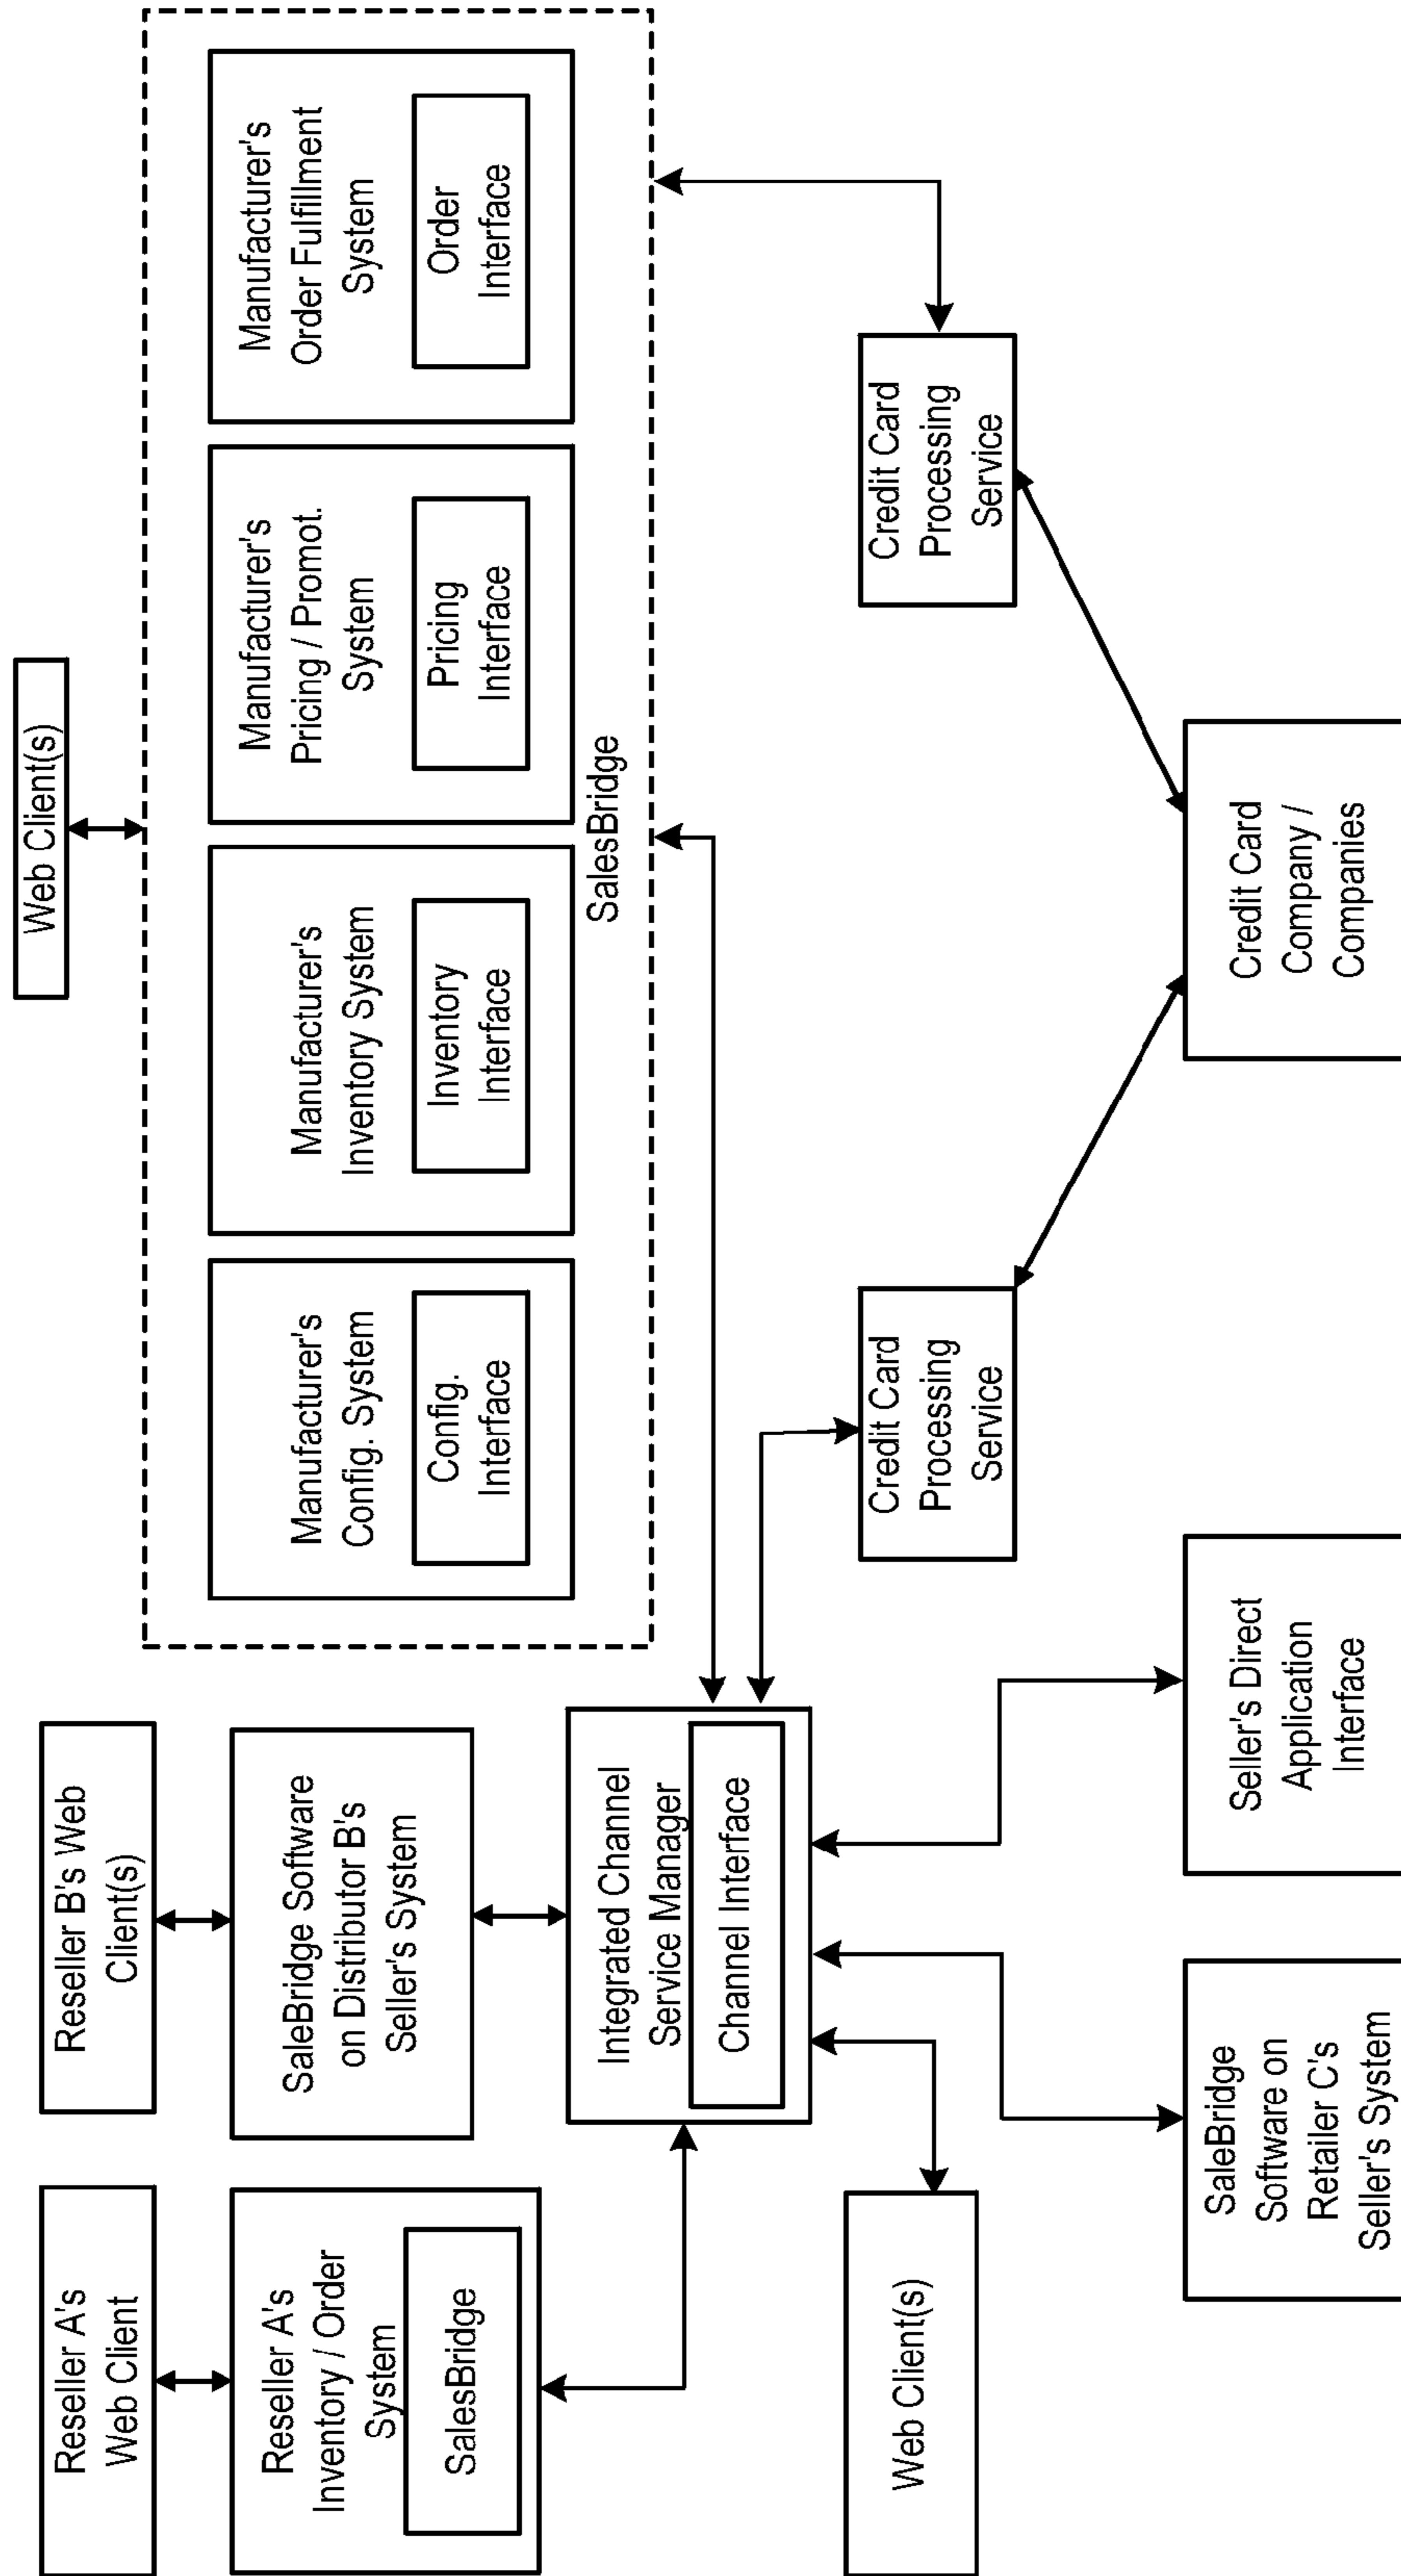 Reseller A's
Web Client
Reseller B's Web
Client(s)
Web Client(s)
Reseller A's
Inventory / Order
System
SalesBridge
SaleBridge Software
on Distributor B's
Seller's System
Manufacturer's
Config. System
Config.
Interface
Manufacturer's
Inventory System
Inventory
Interface
Manufacturer's
Pricing / Promot.
System
Pricing
Interface
Manufacturer's
Order Fulfillment
System
Order
Interface
SalesBridge
Integrated Channel
Service Manager
Channel Interface
Web Client(s)
Credit Card
Processing
Service
Credit Card
Processing
Service
SaleBridge
Software on
Retailer C's
Seller's System
Seller's Direct
Application
Interface
Credit Card
Company /
Companies